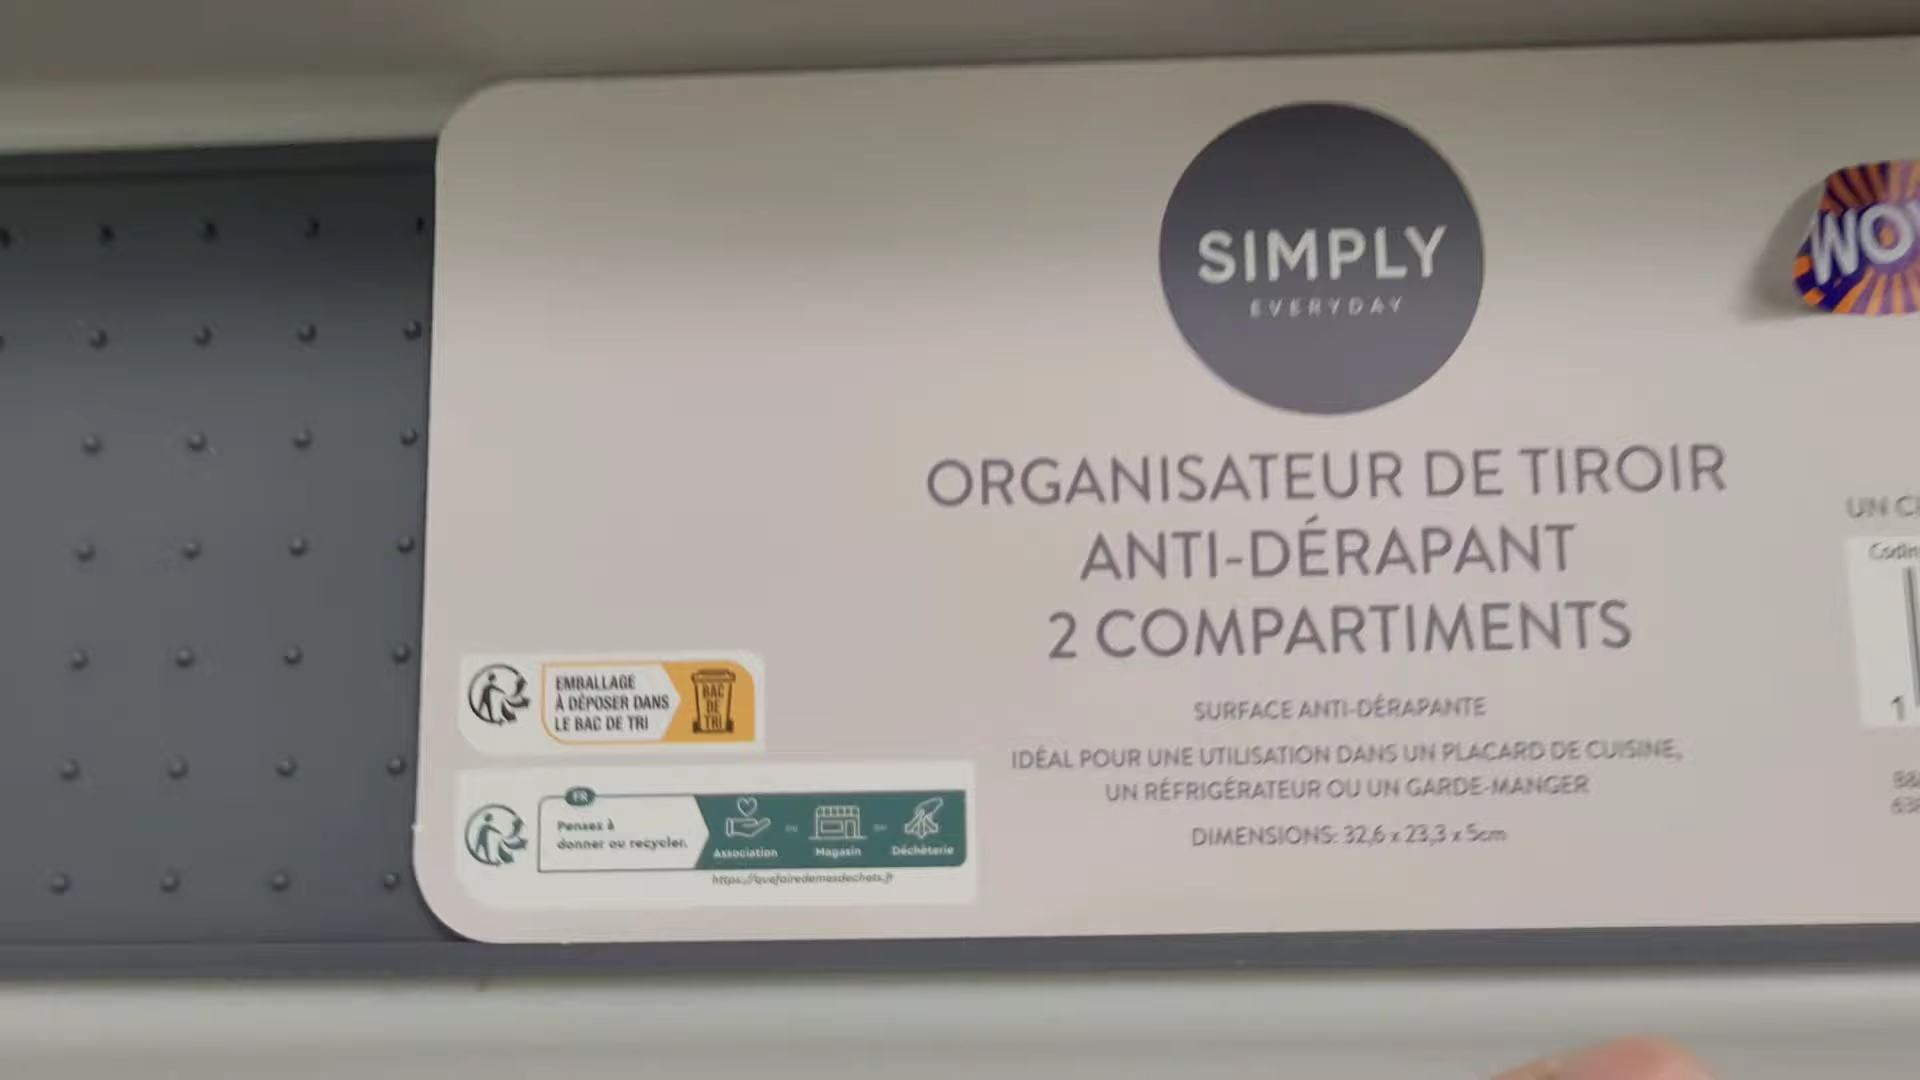 SIMPLY
EVERYDAY
ORGANISATEUR DE TIROIR
ANTI-DÉRAPANT
2 COMPARTIMENTS
SURFACE ANTI-DÉRAPANTE
IDÉAL POUR UNE UTILISATION DANS UN PLACARD DE CUISINE,
UN RÉFRIGÉRATEUR OU UN GARDE-MANGER
DIMENSIONS: 32,6 x 23,3 x 5cm
EMBALLAGE
À DÉPOSER DANS
LE BAC DE TRI
BAC
DE
TRI
FR
Pensez à
donner ou recycler.
Association
OU
Magasin
OU
Déchèterie
https://quefairedemesdechets.fr
UN
1